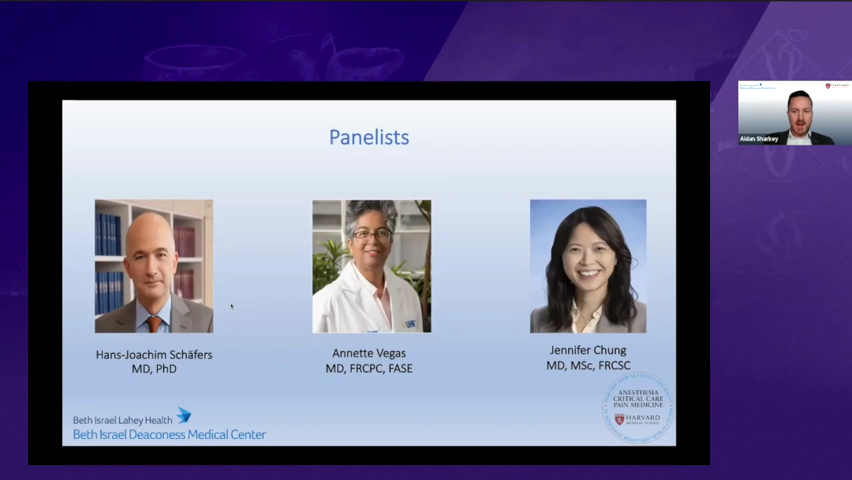 Panelists
Hans-Joachim Schäfers
MD, PhD
Annette Vegas
MD, FRCPC, FASE
Jennifer Chung
MD, MSc, FRCSC
Beth Israel Lahey Health
Beth Israel Deaconess Medical Center
ANESTHESIA
CRITICAL CARE
PAIN MEDICINE
HARVARD
Aidan Sharkey